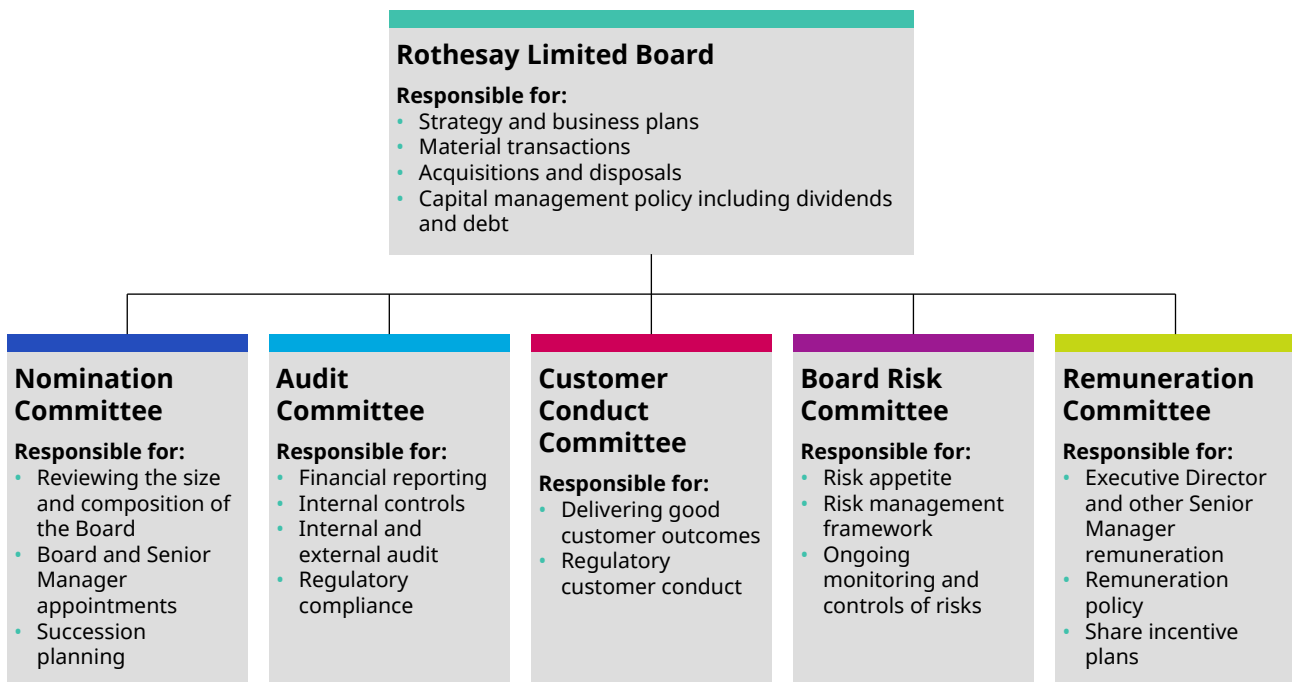 Rothesay Limited Board
Responsible for:
• Strategy and business plans
• Material transactions
• Acquisitions and disposals
• Capital management policy including dividends
and debt
Nomination
Committee
Responsible for:
• Reviewing the size
and composition of
the Board
• Board and Senior
Manager
appointments
• Succession
planning
Audit
Committee
Responsible for:
• Financial reporting
• Internal controls
• Internal and
external audit
• Regulatory
compliance
Customer
Conduct
Committee
Responsible for:
• Delivering good
customer outcomes
• Regulatory
customer conduct
Board Risk
Committee
Responsible for:
• Risk appetite
• Risk management
framework
• Ongoing
monitoring and
controls of risks
Remuneration
Committee
Responsible for:
• Executive Director
and other Senior
Manager
remuneration
• Remuneration
policy
• Share incentive
plans